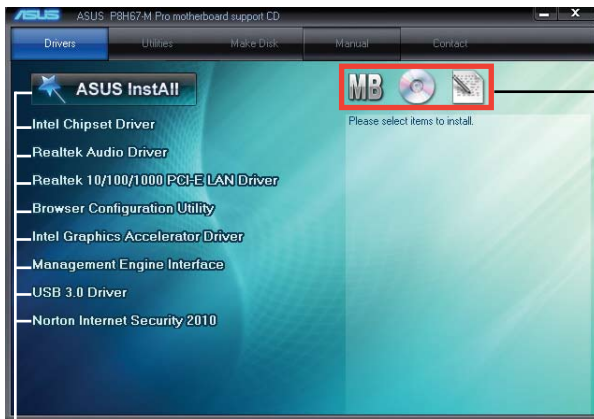 ASUS ASUS P8H67-M Pro motherboard support CD
Drivers Utilities Make Disk Manual Contact
ASUS InstAll
MB
Please select items to install.
Intel Chipset Driver
Realtek Audio Driver
Realtek 10/100/1000 PCI-E LAN Driver
Browser Configuration Utility
Intel Graphics Accelerator Driver
Management Engine Interface
USB 3.0 Driver
Norton Internet Security 2010